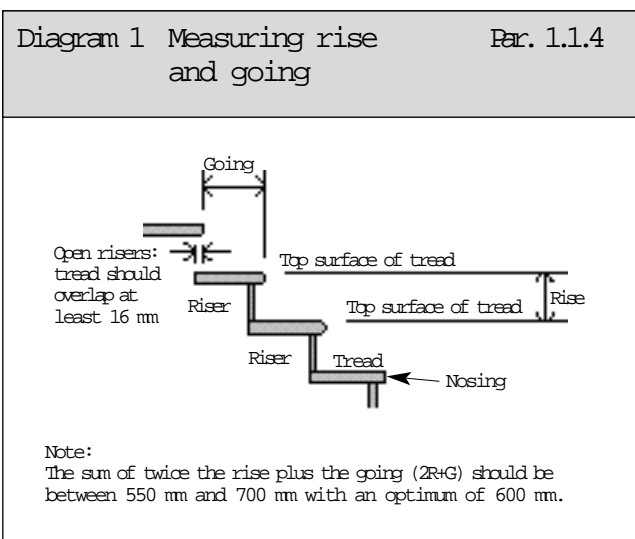 Diagram 1 Measuring rise and going Par. 1.1.4
Going
Open risers:
tread should
overlap at
least 16 mm
Top surface of tread
Rise
Riser
Top surface of tread
Riser
Tread
Nosing
Note:
The sum of twice the rise plus the going (2R+G) should be
between 550 mm and 700 mm with an optimum of 600 mm.